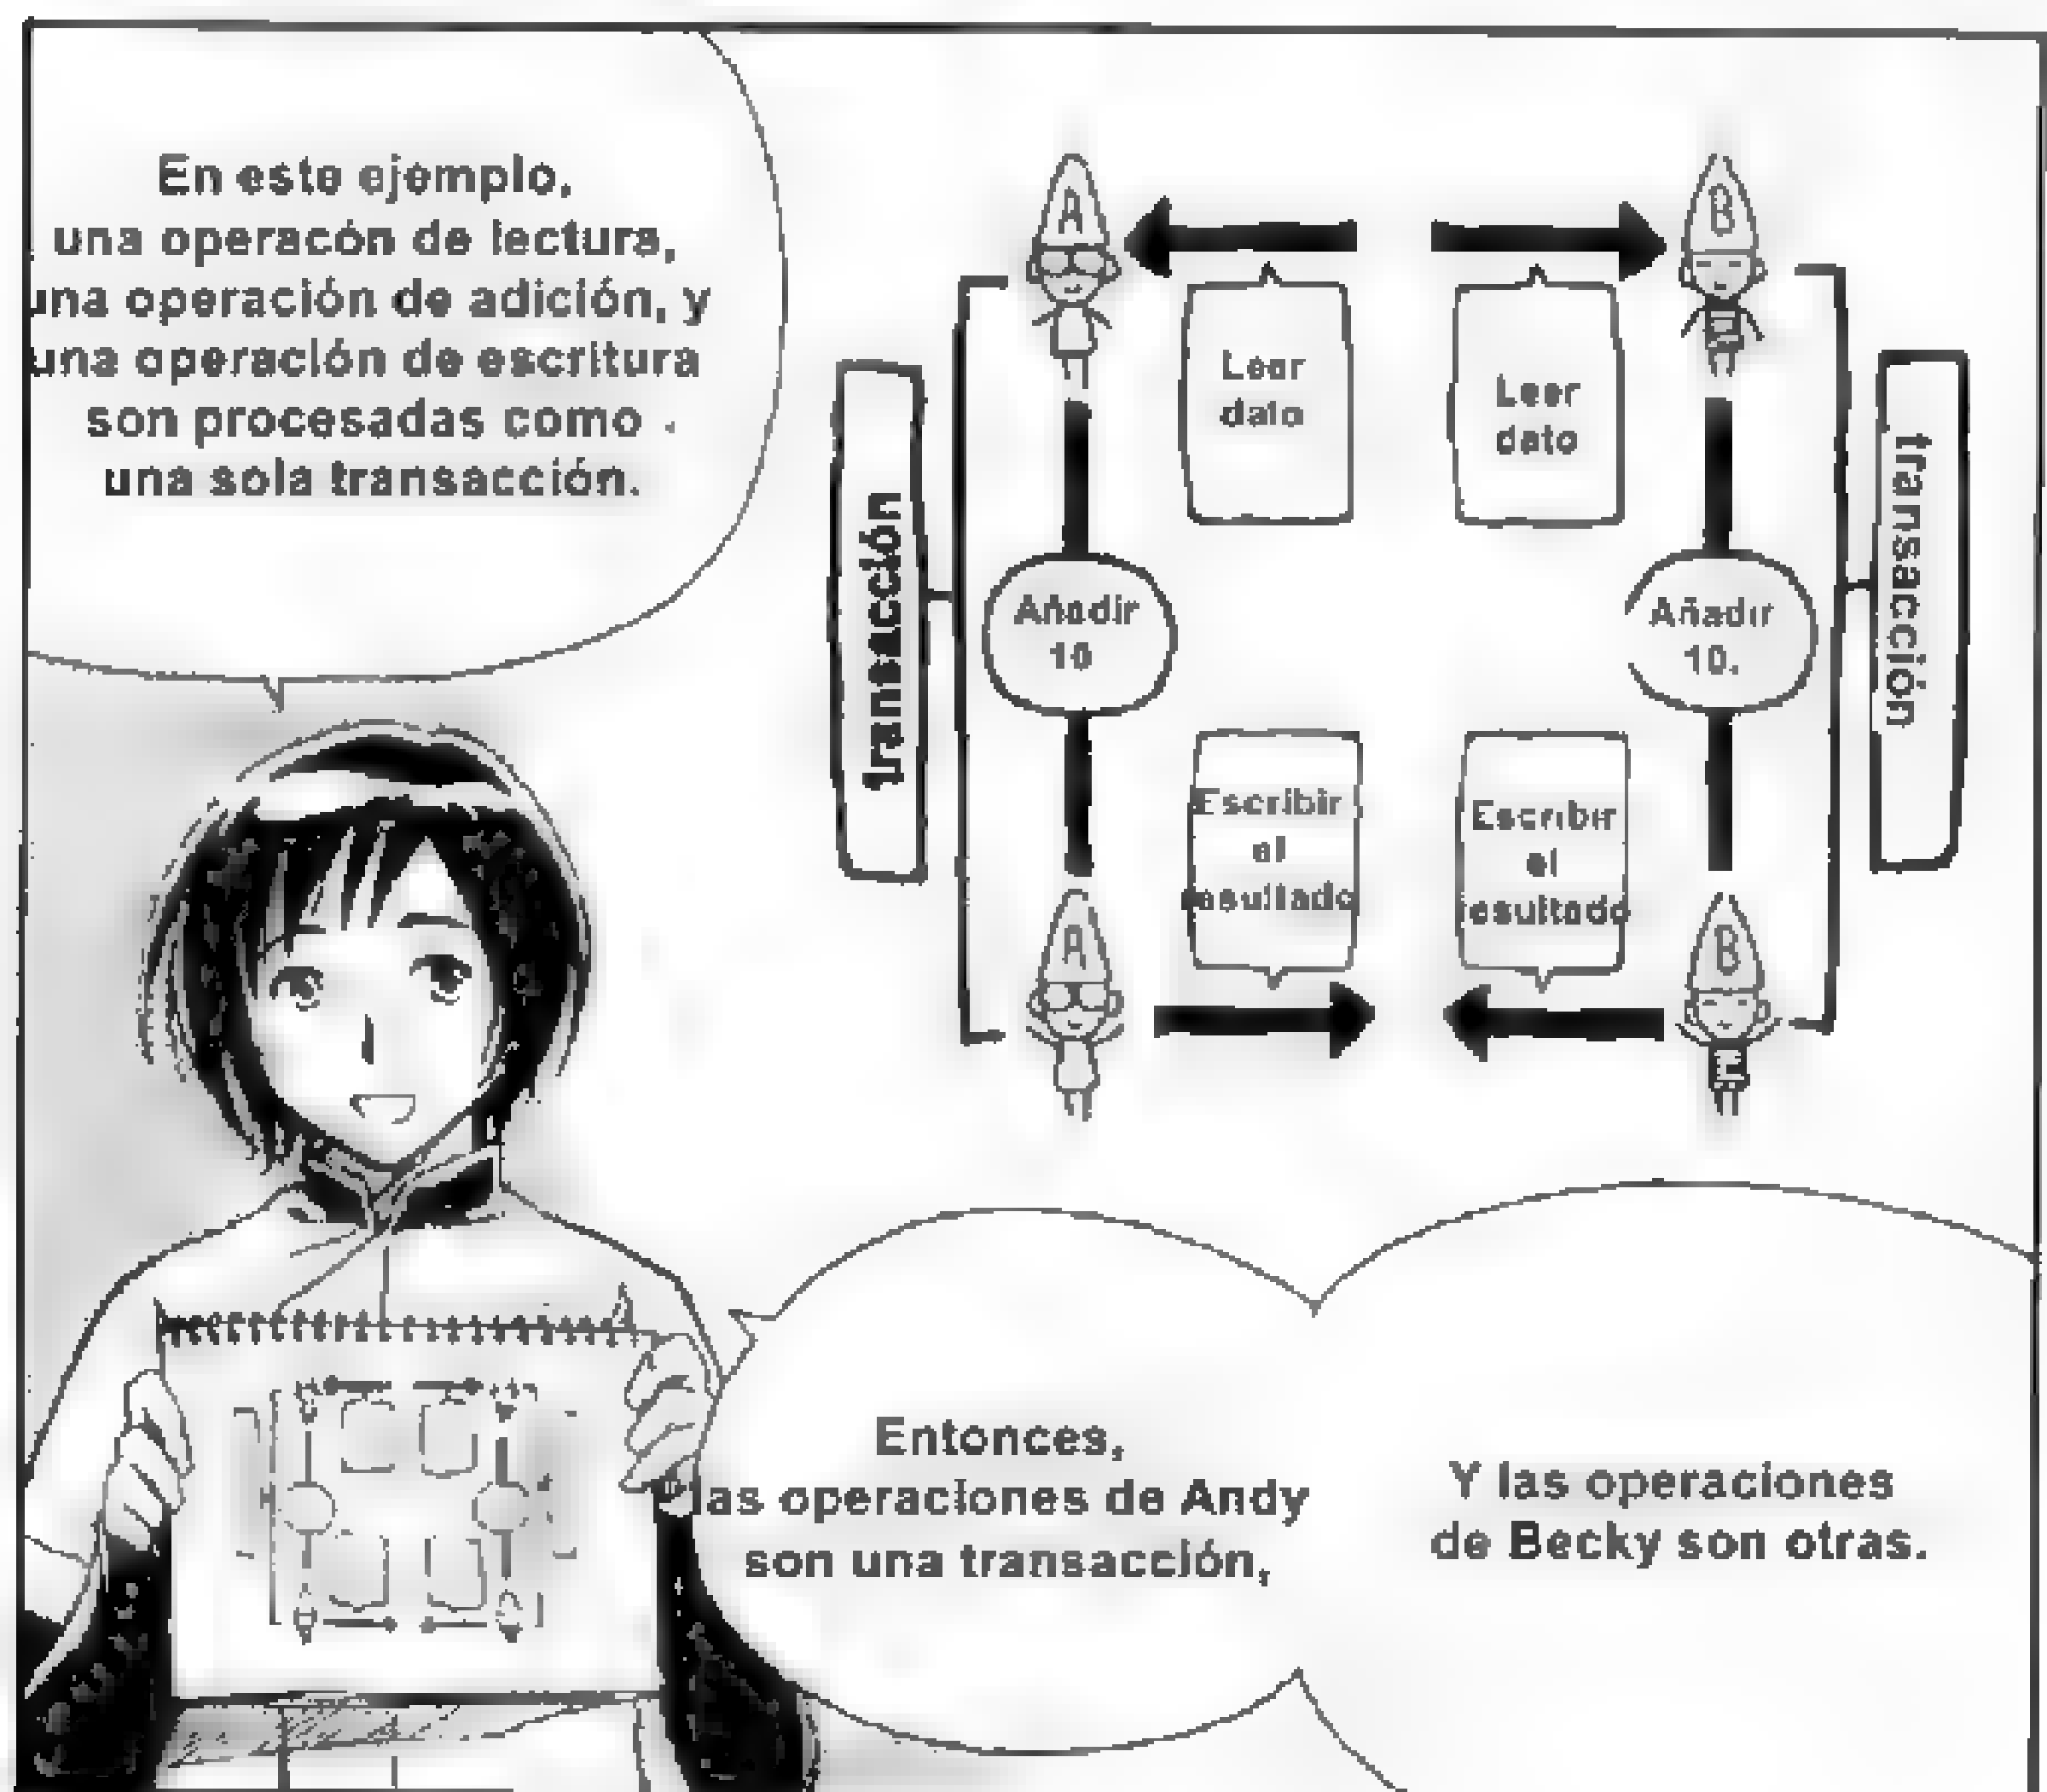 En este ejemplo,
una operacón de lectura,
una operación de adición, y
una operación de escritura
son procesadas como
una sola transacción.
A
B
Leer
dato
Leer
dato
transacción
transacción
Añadir
10
Añadir
10.
Escribir
el
resultado
Escribir
el
resultado
A
B
Entonces,
las operaciones de Andy
son una transacción,
Y las operaciones
de Becky son otras.